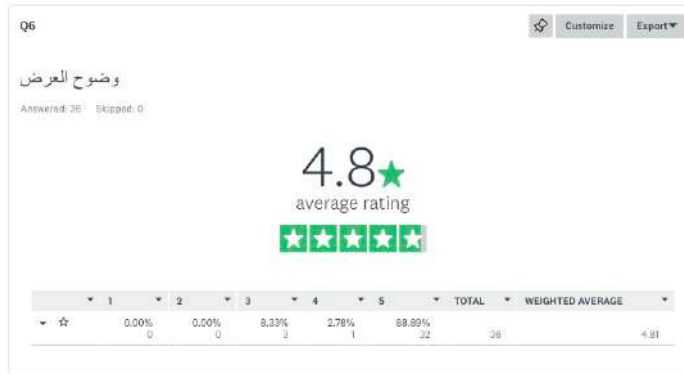 Q6 Customize Export
وضوح العرض
Answered: 36 Skipped: 0
4.8
average rating
1 2 3 4 5 TOTAL WEIGHTED AVERAGE
0.00% 0.00% 8.33% 2.78% 88.89%
0 0 3 1 32 36 4.81